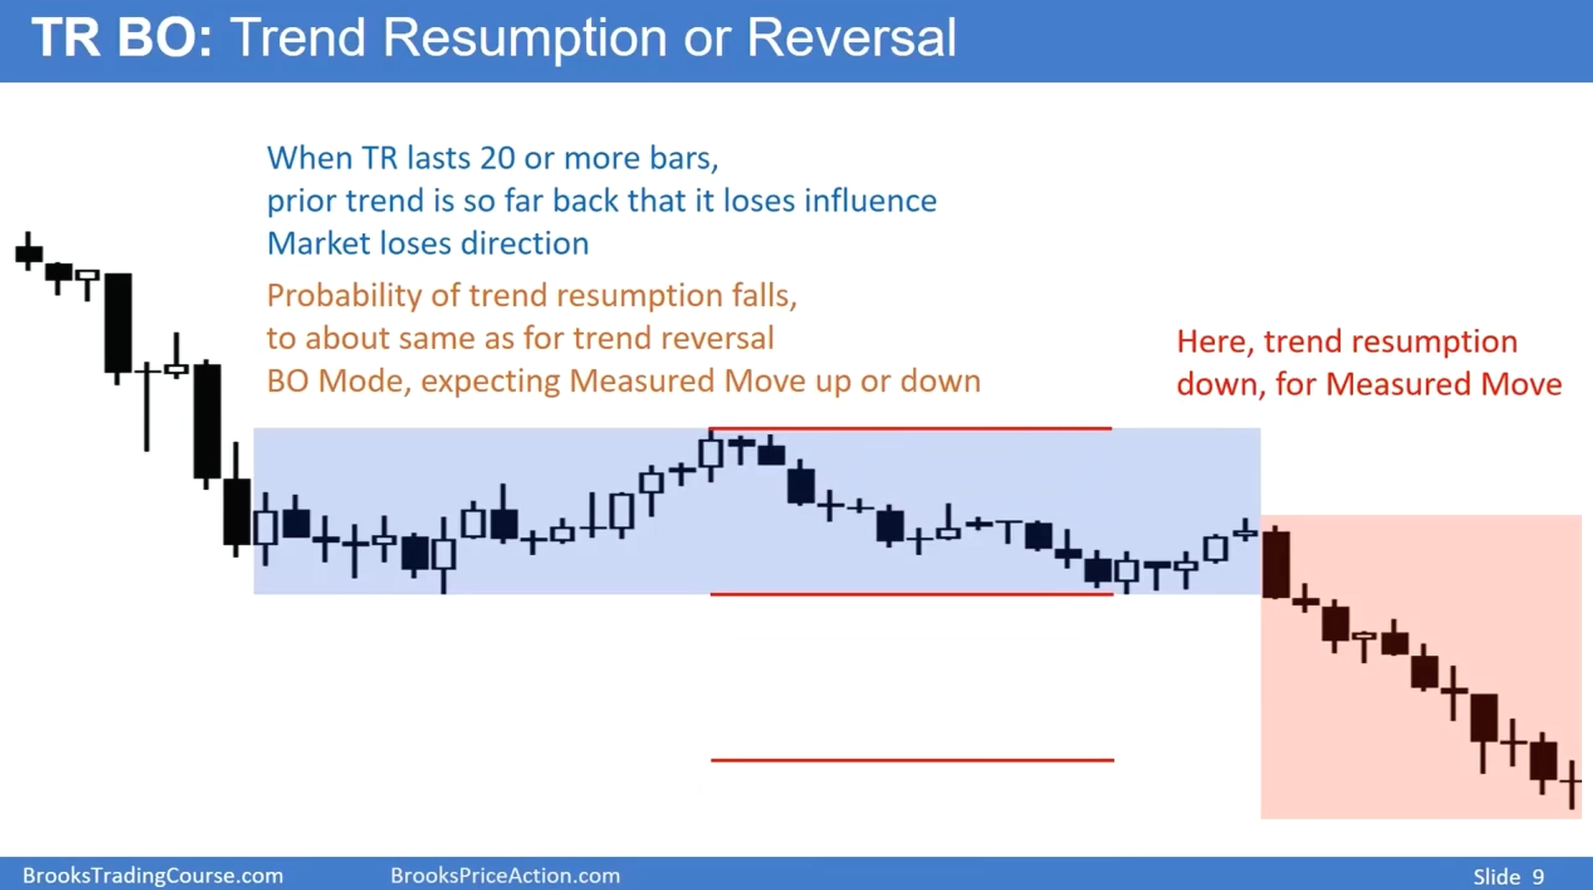 TR BO: Trend Resumption or Reversal
When TR lasts 20 or more bars,
prior trend is so far back that it loses influence
Market loses direction
Probability of trend resumption falls,
to about same as for trend reversal
BO Mode, expecting Measured Move up or down
Here, trend resumption
down, for Measured Move
BrooksTradingCourse.com
BrooksPriceAction.com
Slide 9